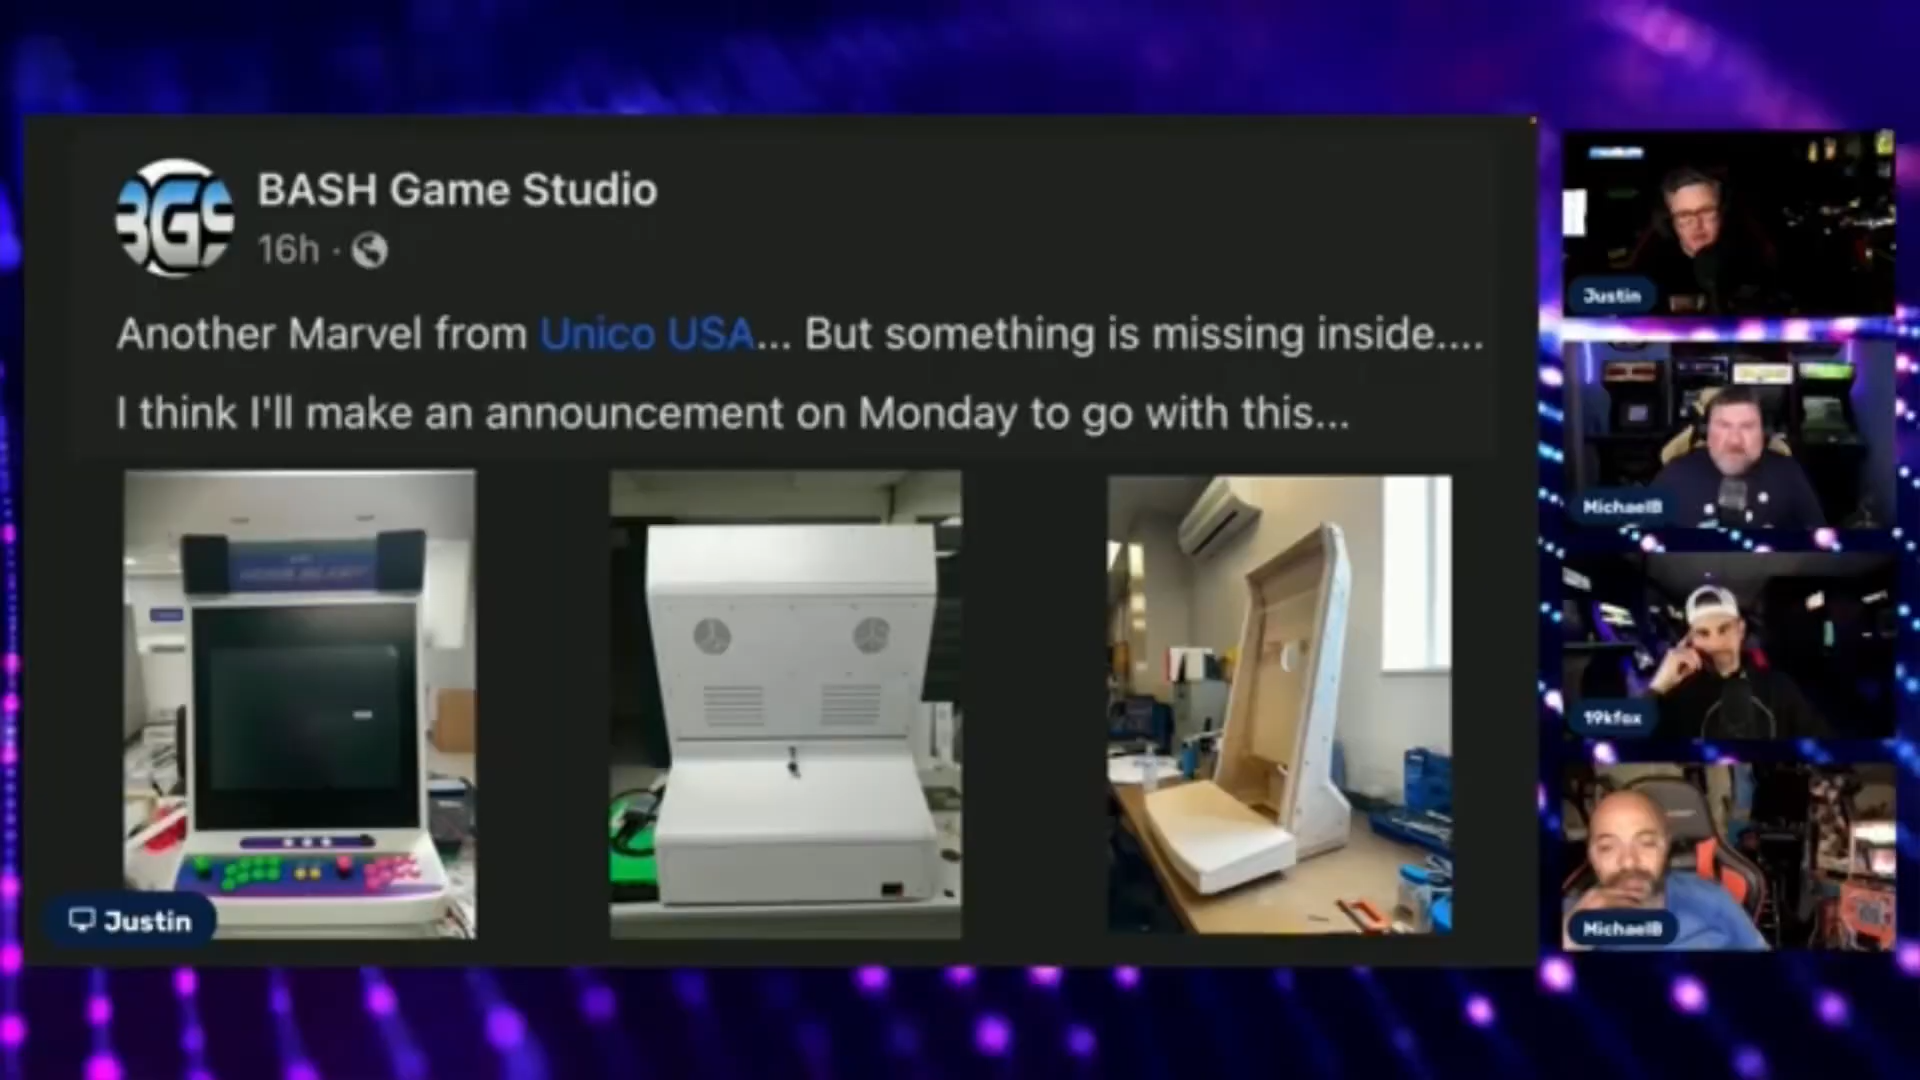 BGS
BASH Game Studio
16h ·
Another Marvel from Unico USA... But something is missing inside....
I think I'll make an announcement on Monday to go with this...
Justin
Justin
MichaelB
19kfox
MichaelB